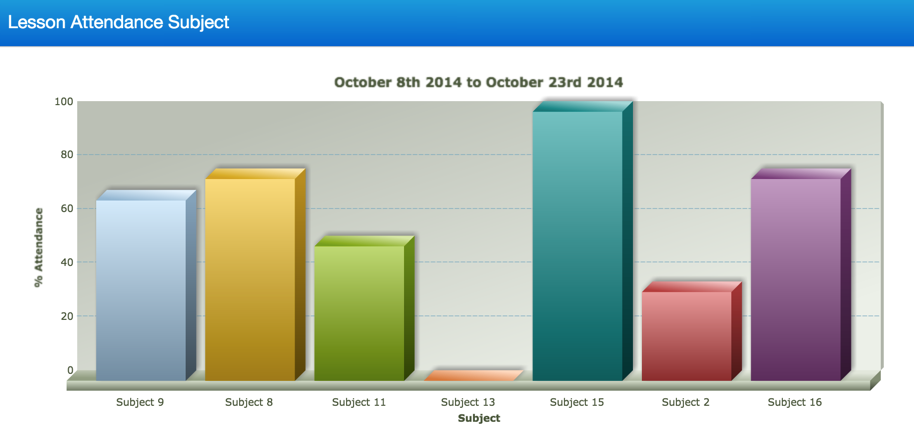 Lesson Attendance Subject
October 8th 2014 to October 23rd 2014
100
80
60
40
20
0
% Attendance
Subject 9
Subject 8
Subject 11
Subject 13
Subject 15
Subject 2
Subject 16
Subject